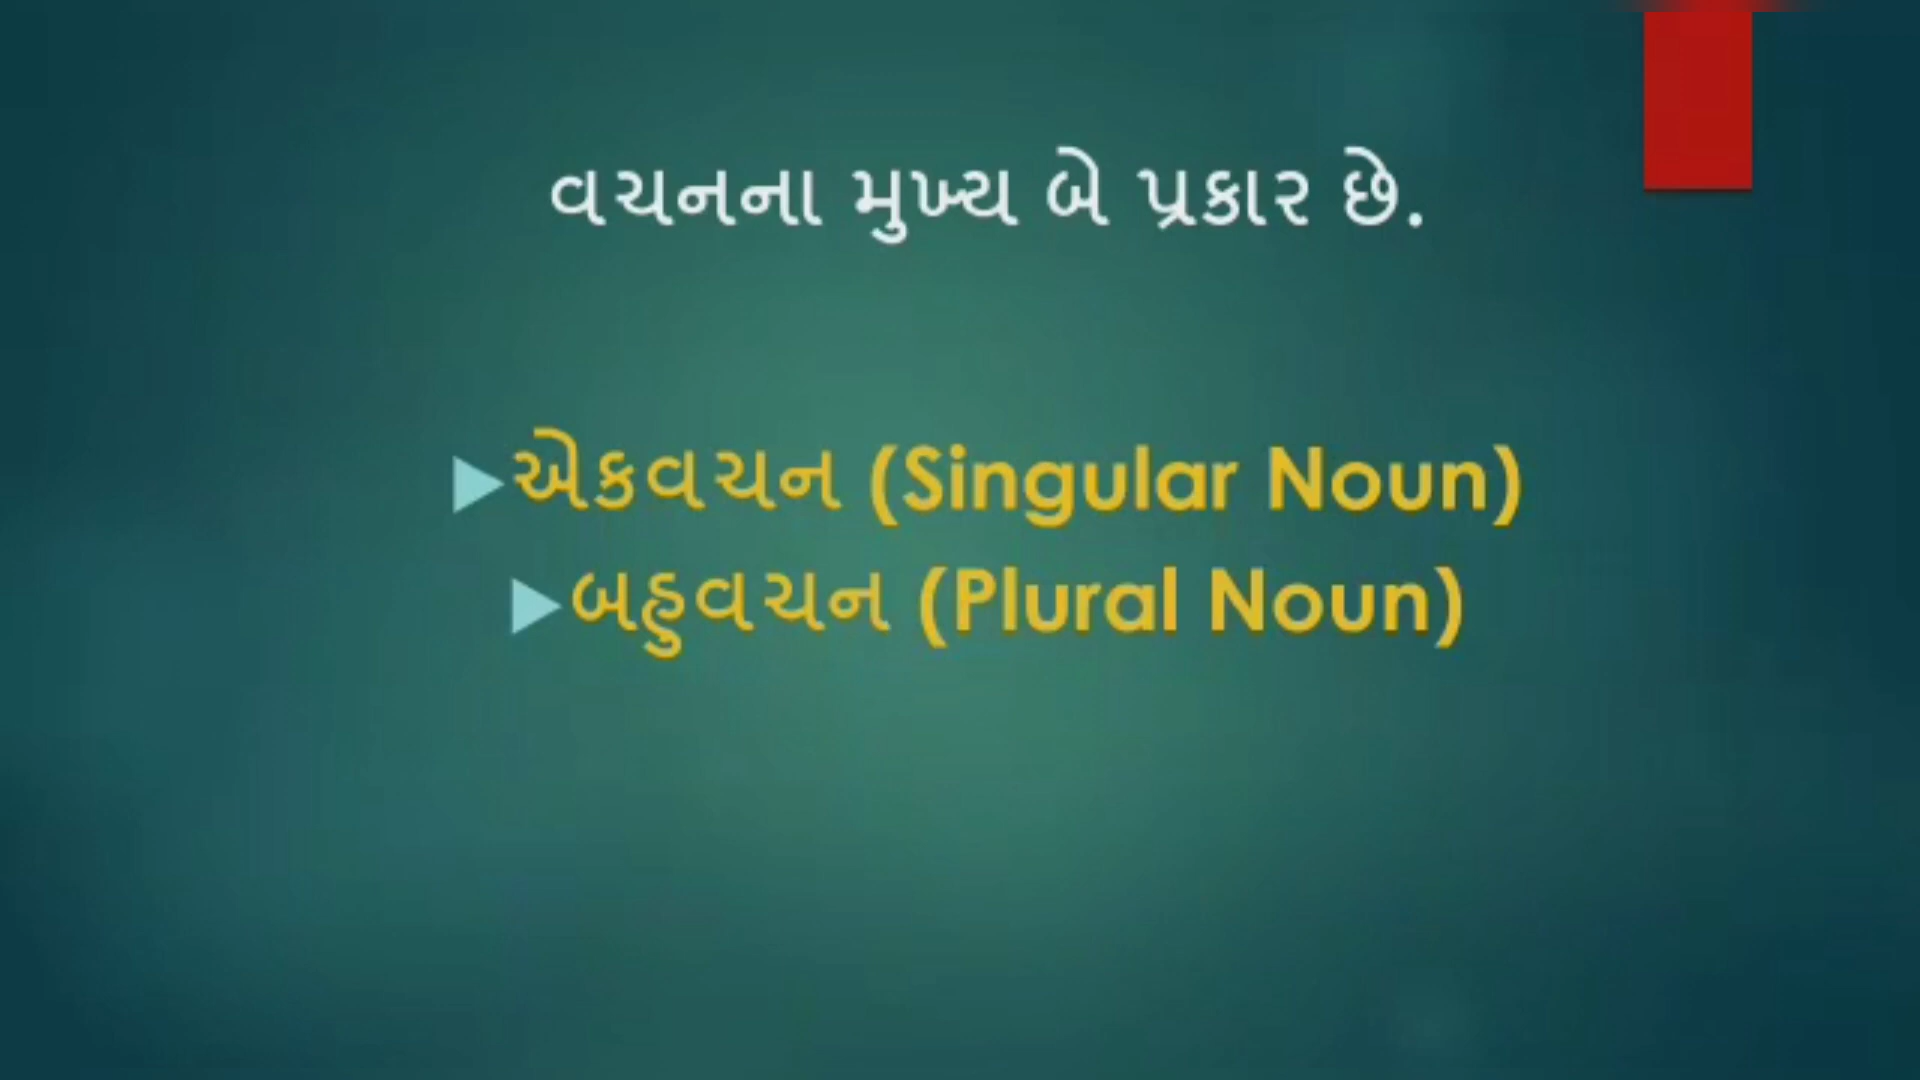 વચનના મુખ્ય બે પ્રકાર છે.
એકવચન (Singular Noun)
બહુવચન (Plural Noun)